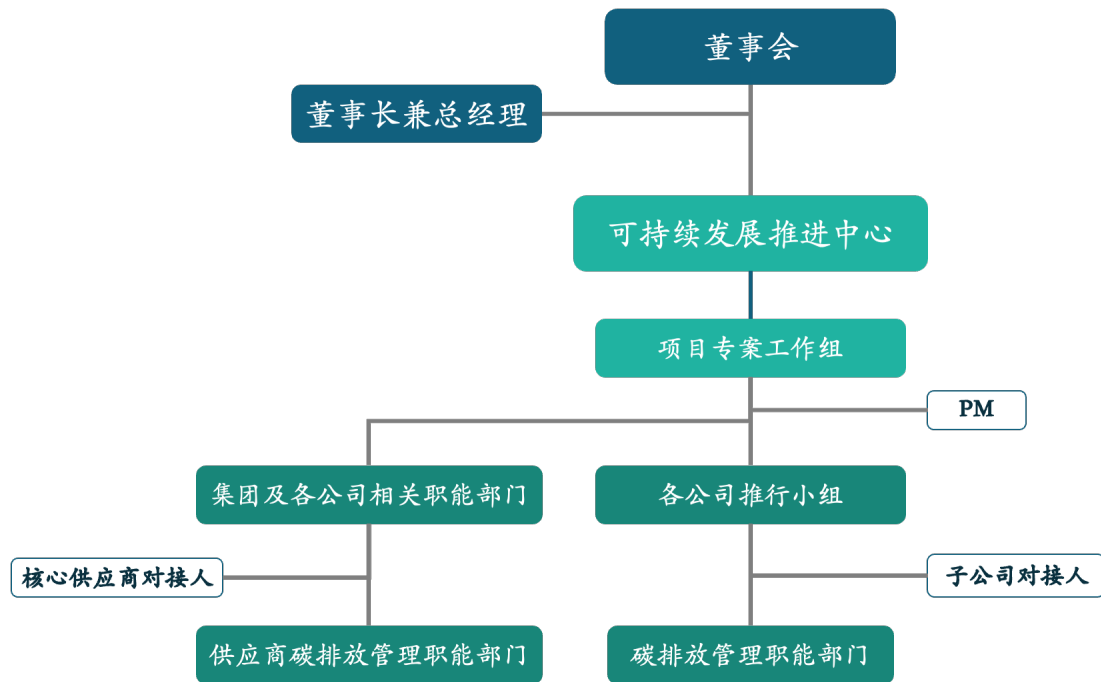 董事会
董事长兼总经理
可持续发展推进中心
项目专案工作组
PM
集团及各公司相关职能部门
各公司推行小组
核心供应商对接人
子公司对接人
供应商碳排放管理职能部门
碳排放管理职能部门